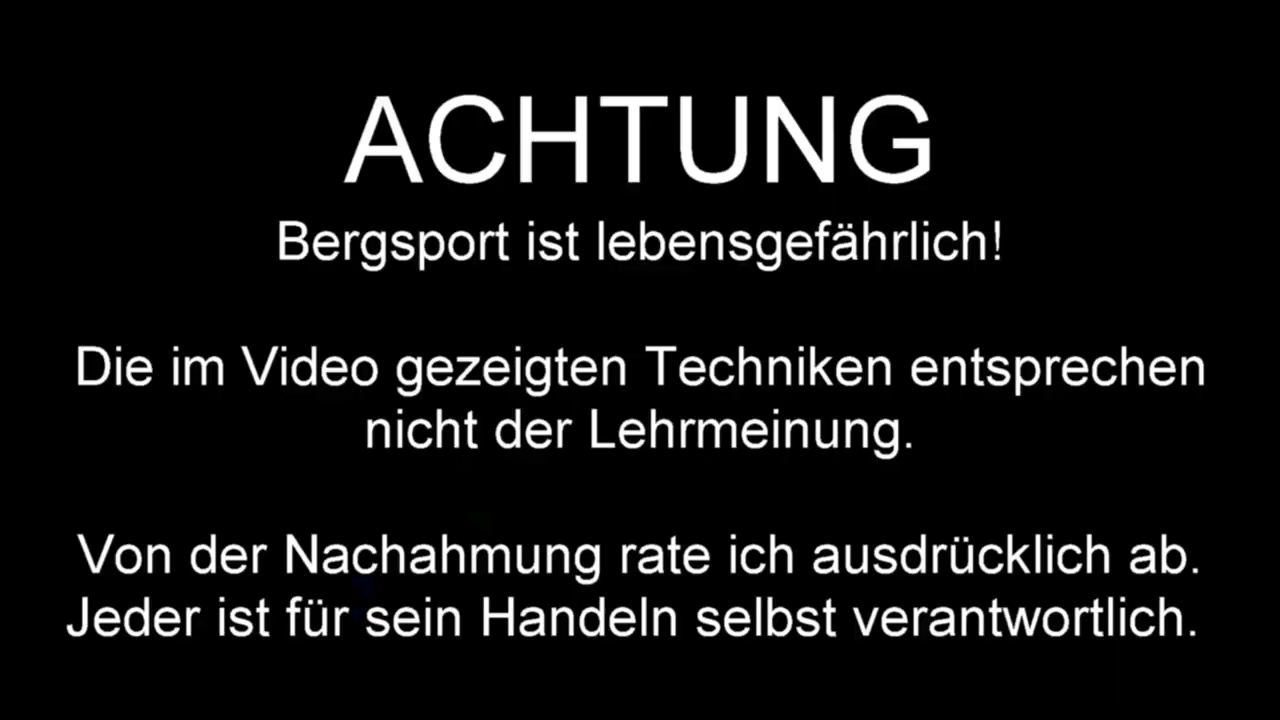 ACHTUNG
Bergsport ist lebensgefährlich!
Die im Video gezeigten Techniken entsprechen
nicht der Lehrmeinung.
Von der Nachahmung rate ich ausdrücklich ab.
Jeder ist für sein Handeln selbst verantwortlich.